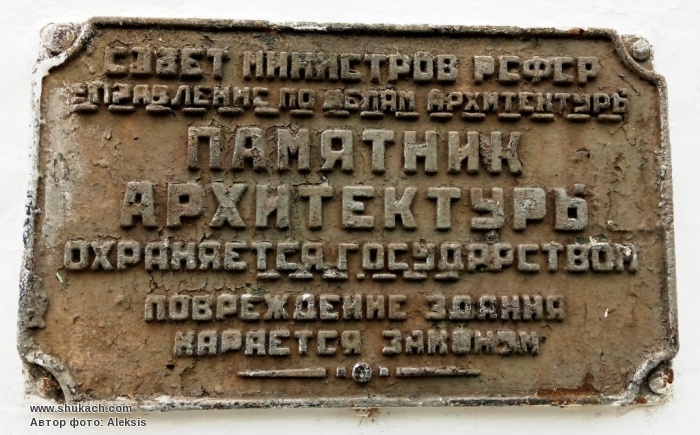 СОВЕТ МИНИСТРОВ РСФСР
УПРАВЛЕНИЕ ПО ДЕЛАМ АРХИТЕКТУРЫ
ПАМЯТНИК
АРХИТЕКТУРЫ
ОХРАНЯЕТСЯ ГОСУДАРСТВОМ
ПОВРЕЖДЕНИЕ ЗДАНИЯ
КАРАЕТСЯ ЗАКОНОМ
www.shukach.com
Автор фото: Aleksis